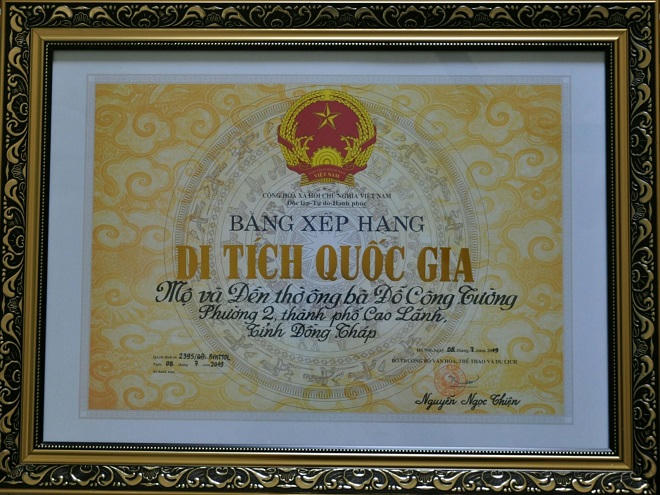 VIỆT NAM
CỘNG HÒA XÃ HỘI CHỦ NGHĨA VIỆT NAM
Độc lập-Tự do-Hạnh phúc
BẰNG XẾP HẠNG
DI TÍCH QUỐC GIA
Mộ và Đền thờ ông bà Đỗ Công Tường
Phường 2, thành phố Cao Lãnh,
Tỉnh Đồng Tháp
Hà Nội, ngày 08 tháng 7 năm 2019
Quyết định số 2395/QĐ. BVHTTDL
Ngày 08 tháng 7 năm 2019
BỘ TRƯỞNG BỘ VĂN HÓA, THỂ THAO VÀ DU LỊCH
Nguyễn Ngọc Thiện